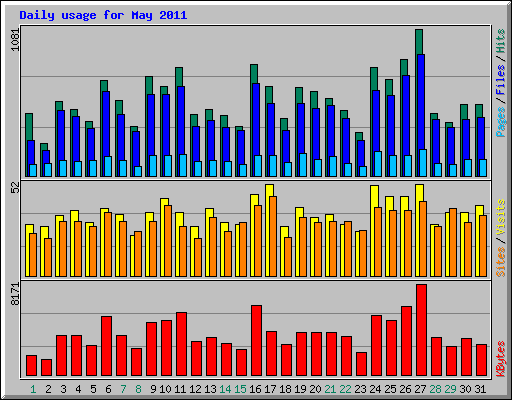 Daily usage for May 2011
1081
Pages / Files / Hits
52
Sites / Visits
8171
KBytes
1 2 3 4 5 6 7 8 9 10 11 12 13 14 15 16 17 18 19 20 21 22 23 24 25 26 27 28 29 30 31